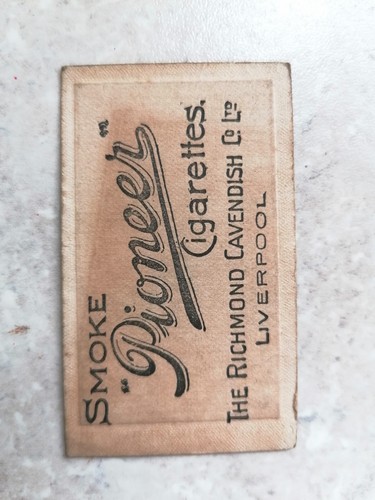 SMOKE
"Pioneer"
Cigarettes.
THE RICHMOND CAVENDISH Co LTD
LIVERPOOL